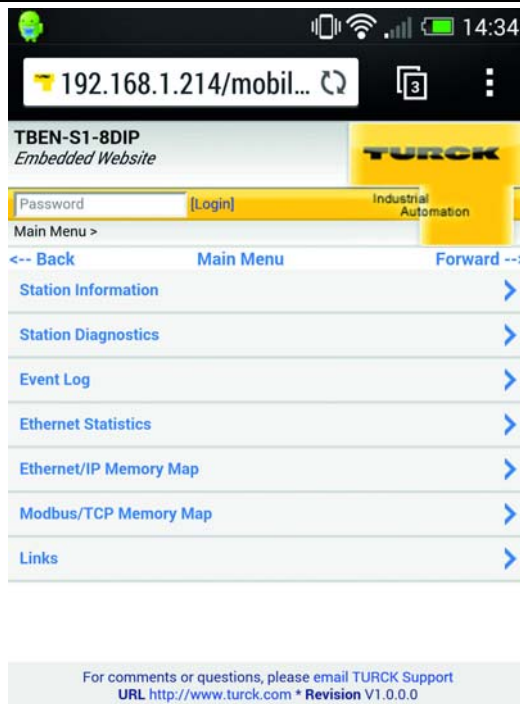 14:34
192.168.1.214/mobil... 3
TBEN-S1-8DIP
Embedded Website
TURCK
Password [Login]
Industrial
Automation
Main Menu >
<-- Back Main Menu Forward --›
Station Information
Station Diagnostics
Event Log
Ethernet Statistics
Ethernet/IP Memory Map
Modbus/TCP Memory Map
Links
For comments or questions, please email TURCK Support
URL http://www.turck.com * Revision V1.0.0.0